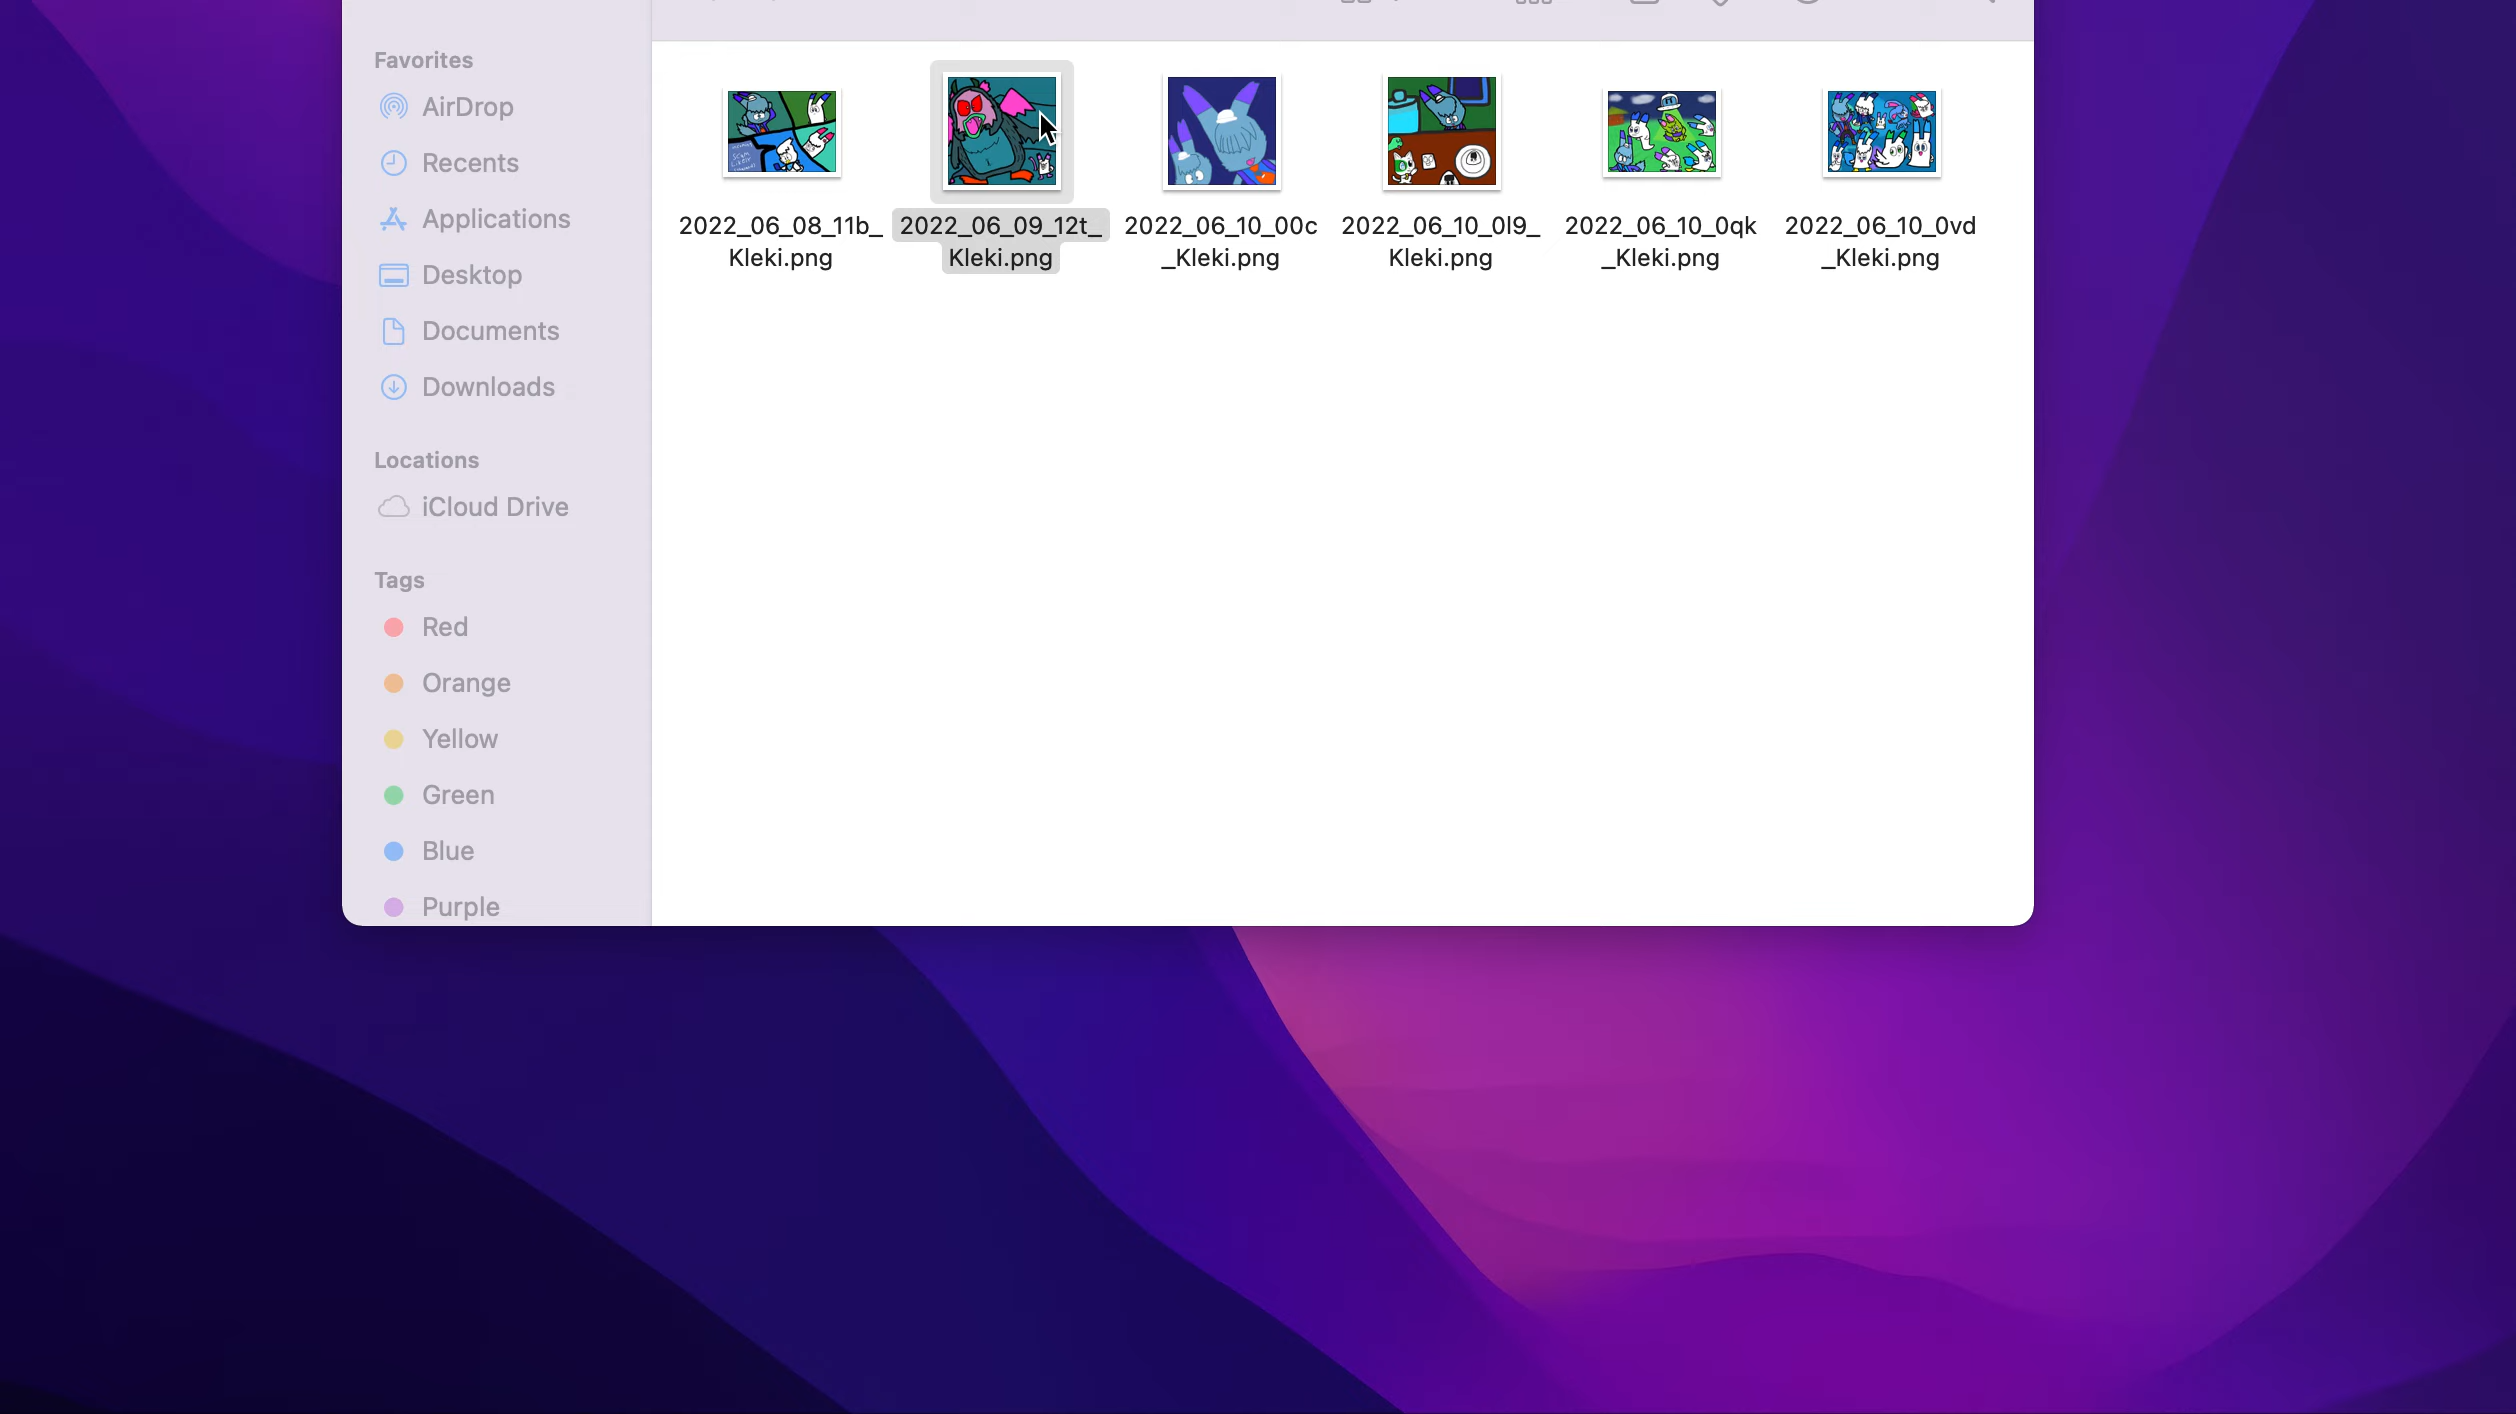 Favorites
AirDrop
Recents
Applications
Desktop
Documents
Downloads
Locations
iCloud Drive
Tags
Red
Orange
Yellow
Green
Blue
Purple
2022_06_08_11b_
Kleki.png
2022_06_09_12t_
Kleki.png
2022_06_10_00c
_Kleki.png
2022_06_10_0l9_
Kleki.png
2022_06_10_0qk
_Kleki.png
2022_06_10_0vd
_Kleki.png